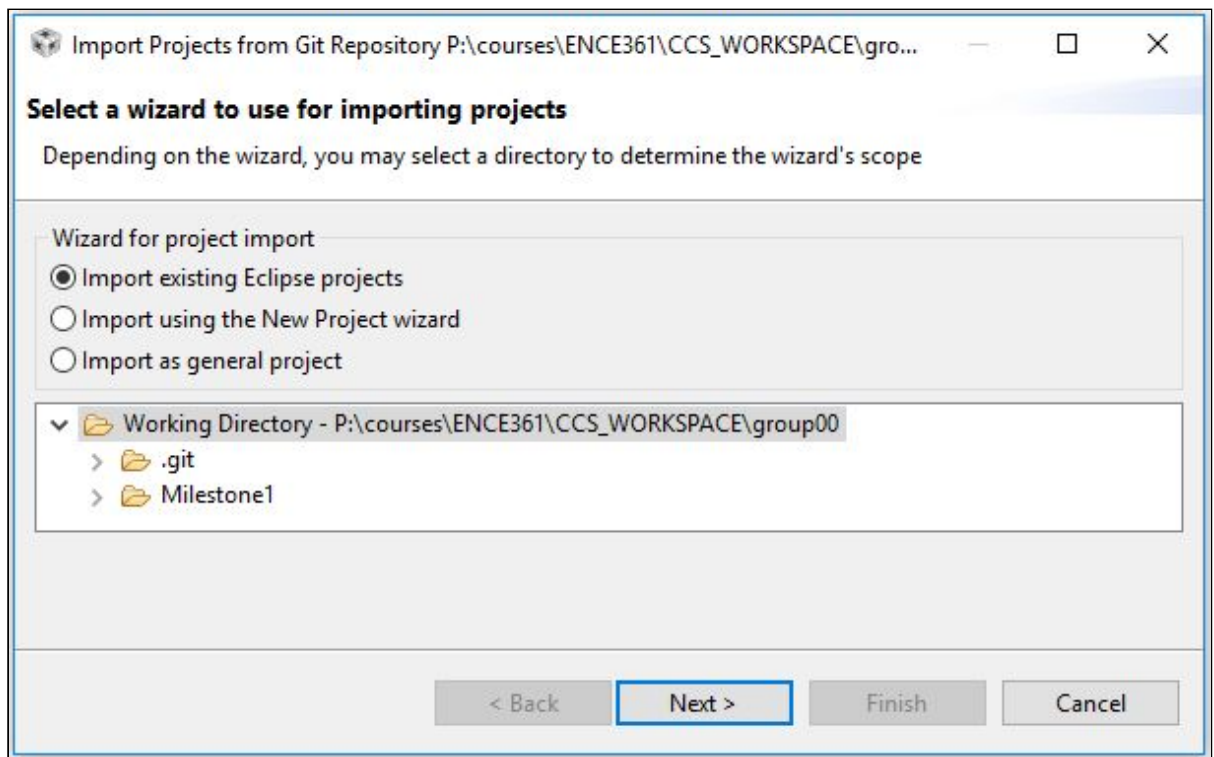 Import Projects from Git Repository P:\courses\ENCE361\CCS_WORKSPACE\gro...
Select a wizard to use for importing projects
Depending on the wizard, you may select a directory to determine the wizard's scope
Wizard for project import
Import existing Eclipse projects
Import using the New Project wizard
Import as general project
Working Directory - P:\courses\ENCE361\CCS_WORKSPACE\group00
.git
Milestone1
< Back Next > Finish Cancel